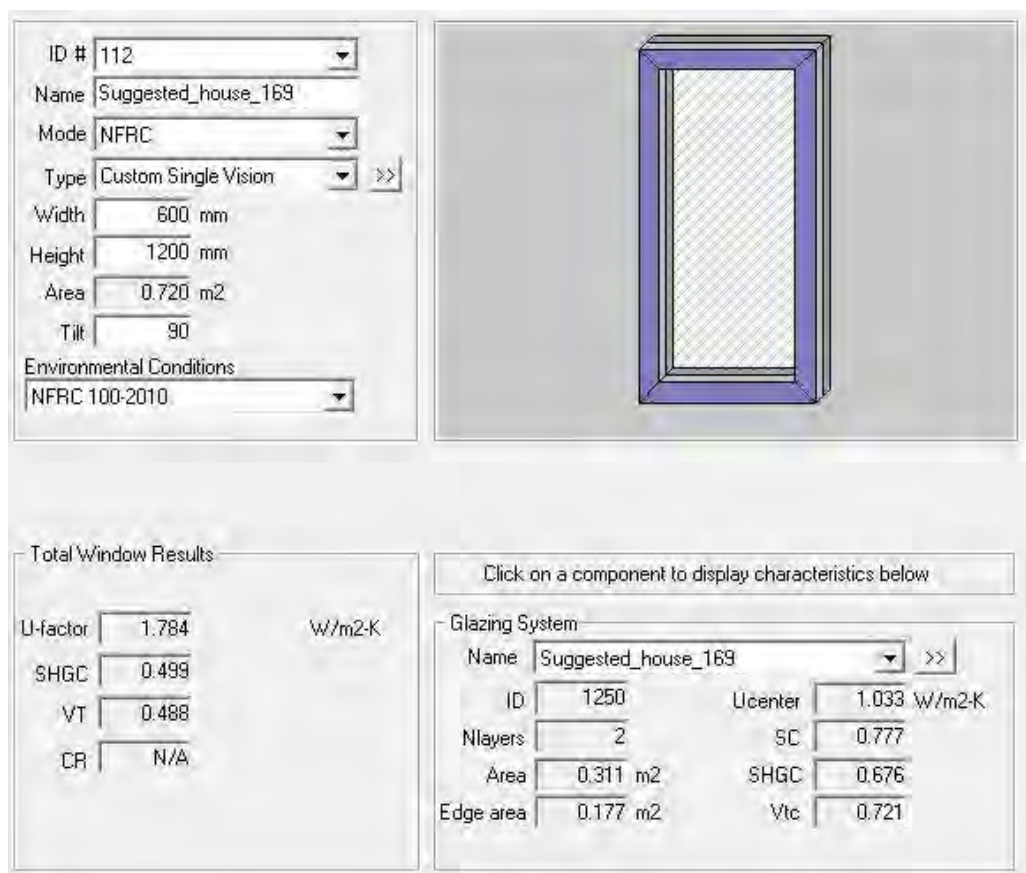 ID # 112
Name Suggested_house_169
Mode NFRC
Type Custom Single Vision >>
Width 600 mm
Height 1200 mm
Area 0.720 m2
Tilt 90
Environmental Conditions
NFRC 100-2010
Total Window Results
U-factor 1.784 W/m2-K
SHGC 0.499
VT 0.488
CR N/A
Click on a component to display characteristics below
Glazing System
Name Suggested_house_169 >>
ID 1250 Ucenter 1.033 W/m2-K
Nlayers 2 SC 0.777
Area 0.311 m2 SHGC 0.676
Edge area 0.177 m2 Vtc 0.721